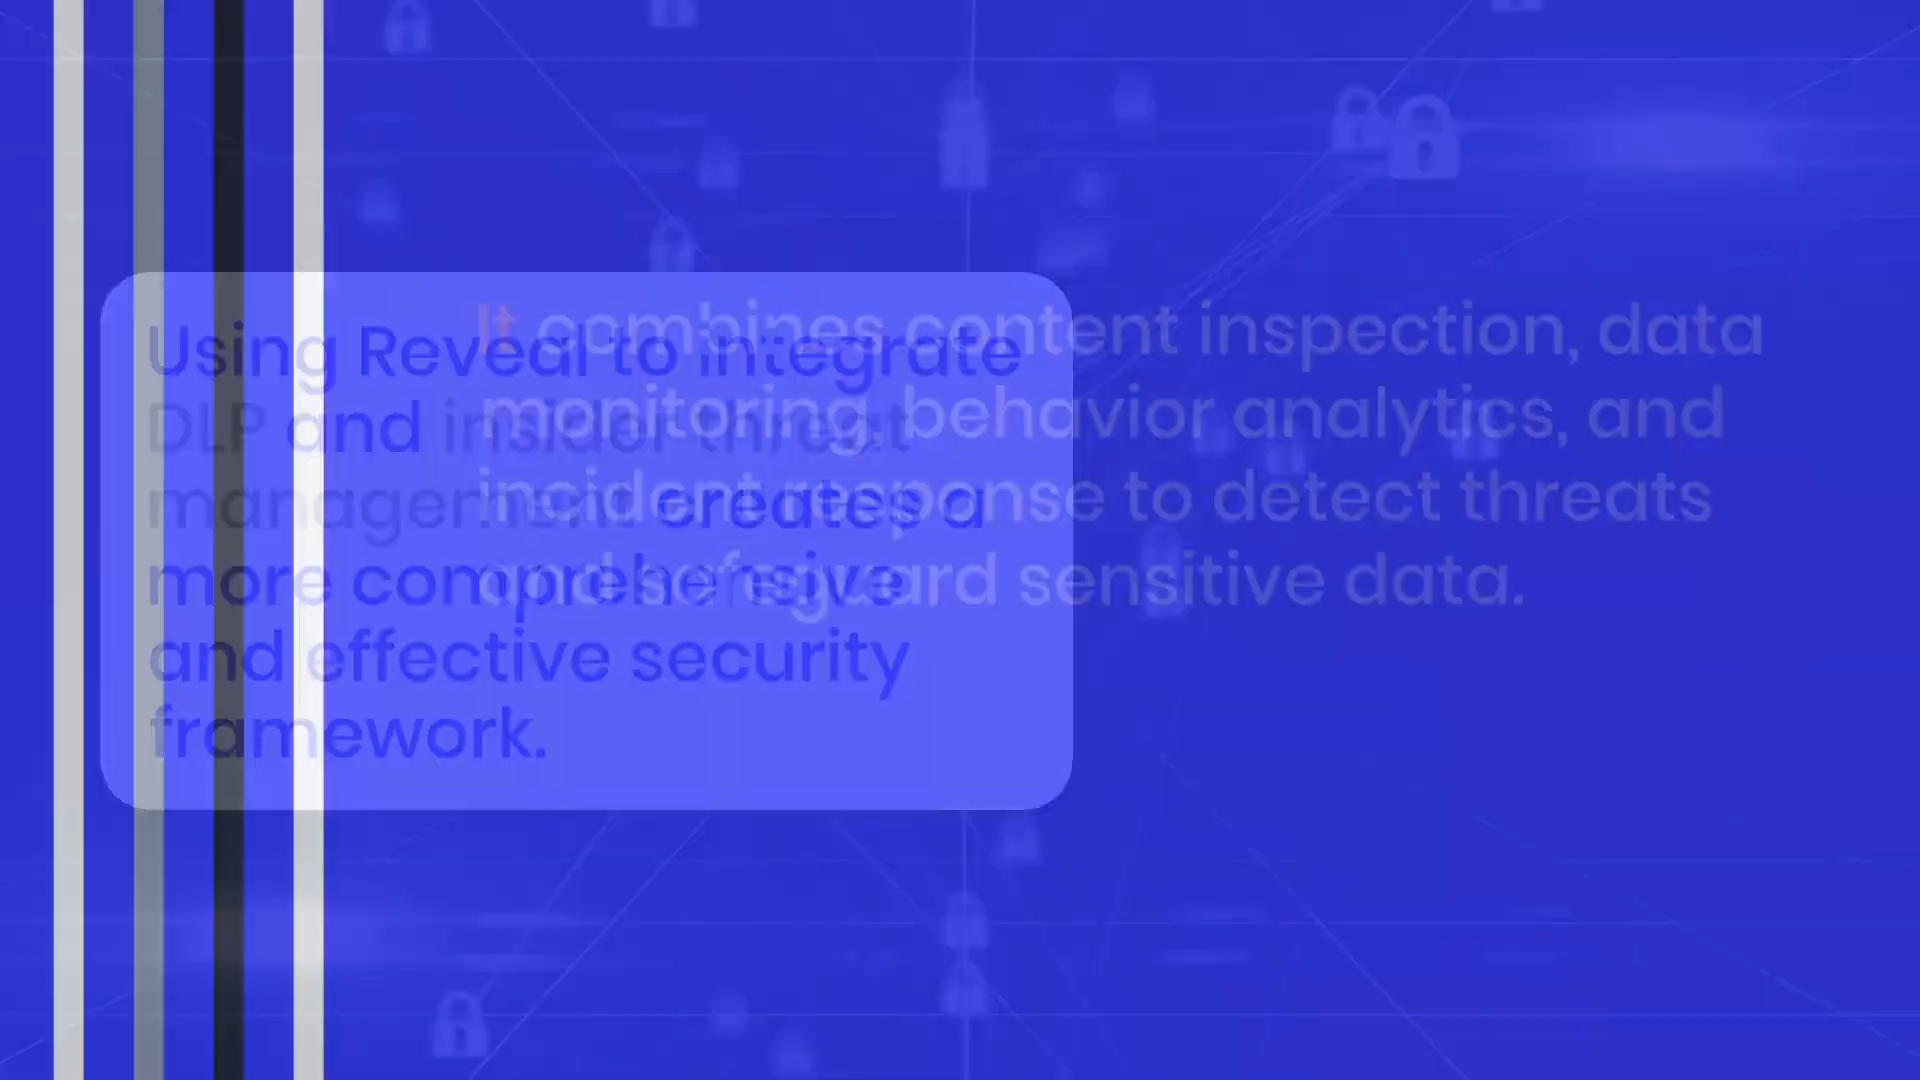 Using Reveal to integrate
DLP and insider threat
management creates a
more comprehensive
and effective security
framework.
It combines content inspection, data
monitoring, behavior analytics, and
incident response to detect threats
and safeguard sensitive data.